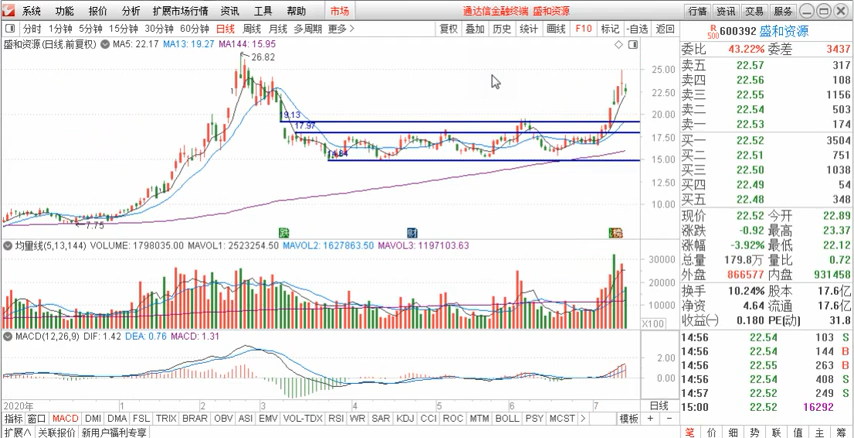 系统 功能 报价 分析 扩展市场行情 资讯 工具 帮助 市场 通达信金融终端 盛和资源 行情 资讯 交易 服务
分时 1分钟 5分钟 15分钟 30分钟 60分钟 日线 周线 月线 多周期 更多> 复权 叠加 历史 统计 画线 F10 标记 -自选 返回
R 500 600392 盛和资源
盛和资源(日线.前复权) MA5: 22.17 MA13: 19.27 MA144: 15.95
委比 43.22% 委差 3437
卖五 22.57 317
卖四 22.56 108
卖三 22.55 1156
卖二 22.54 503
卖一 22.53 174
买一 22.52 3504
买二 22.51 751
买三 22.50 1038
买四 22.49 54
买五 22.48 348
现价 22.52 今开 22.89
涨跌 -0.92 最高 23.37
涨幅 -3.92% 最低 22.12
总量 179.8万 量比 0.72
外盘 866577 内盘 931458
换手 10.24% 股本 17.6亿
净资 4.64 流通 17.6亿
收益(一) 0.180 PE(动) 31.8
14:56 22.54 103 S
14:56 22.54 144 B
14:56 22.55 263 B
14:56 22.54 408 S
14:57 22.52 249 S
15:00 22.52 16292
26.82
19.13
17.97
7.75
25.00
22.50
20.00
17.50
15.00
10.00
跌
财
均量线(5,13,144) VOLUME: 1798035.00 MAVOL1: 2523254.50 MAVOL2: 1627863.50 MAVOL3: 1197103.63
30000
20000
10000
X100
MACD(12,26,9) DIF: 1.42 DEA: 0.76 MACD: 1.31
2.00
0.00
2020年 1 2 3 4 5 6 7 日线
指标 窗口 MACD DMI DMA FSL TRIX BRAR OBV ASI EMV VOL-TDX RSI WR SAR KDJ CCI ROC MTM BOLL PSY MCST > 模板 + −
扩展∧ 关联报价 新用户福利专享
笔 价 细 势 联 值 主 筹